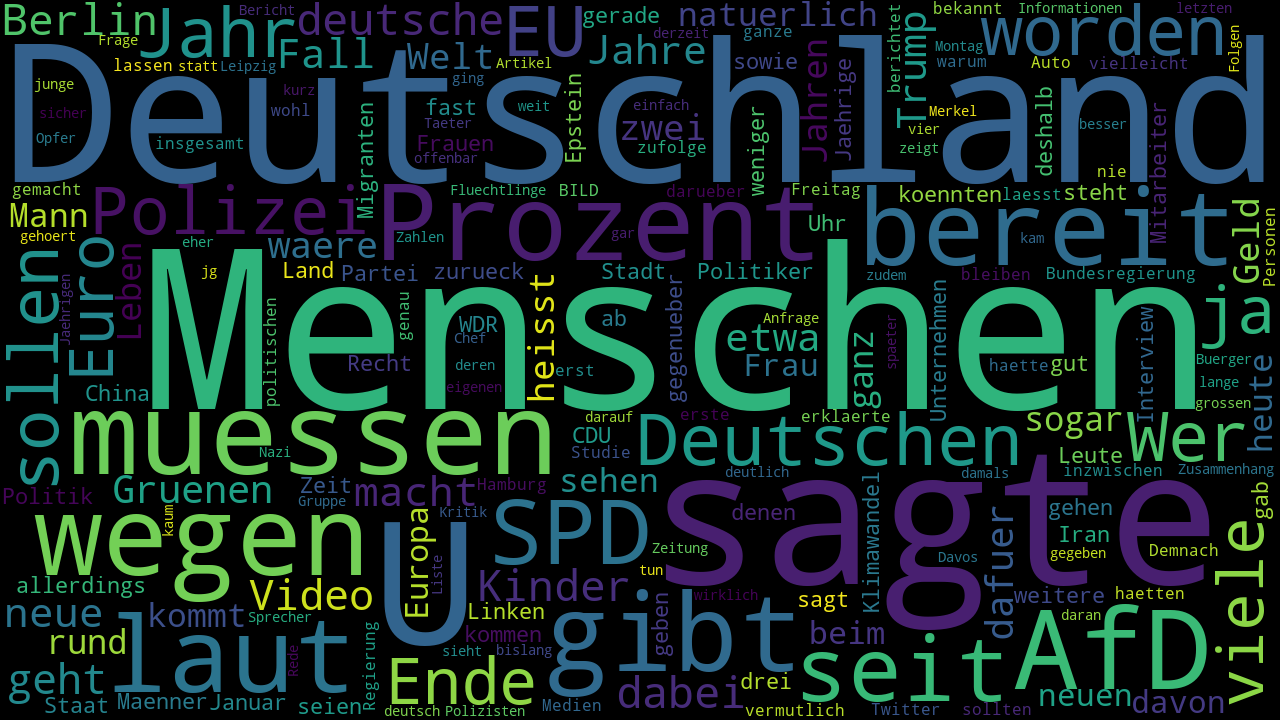 Berlin
Bericht
deutsche
EU
gerade
natuerlich
bekannt
Informationen
letzten
Frage
Jahr
Fall
Welt
Jahre
derzeit
ganze
berichtet
Trump
worden
Folgen
lassen
statt
Leipzig
Artikel
sowie
Montag
warum
Auto
vielleicht
Deutschland
junge
kurz
ging
Jahren
Jaehrige
sicher
wohl
fast
weit
einfach
Epstein
zwei
weniger
Merkel
Opfer
insgesamt
Migranten
Taeter
Frauen
offenbar
zufolge
vier
zeigt
deshalb
besser
Mitarbeiter
nie
gemacht
Polizei
Prozent
Fluechtlinge
BILD
darueber
Freitag
koennten
laesst
steht
Mann
gehoert
Zahlen
gar
Uhr
bereit
kam
Geld
Personen
sollen
Euro
Leben
eher
waere
jg
Land
Partei
zurueck
heisst
Stadt
Politiker
zudem
bleiben
Bundesregierung
Jaehrigen
Menschen
politischen
genau
WDR
Chef
ab
gegenueber
Anfrage
etwa
ganz
spaeter
Unternehmen
Interview
ja
China
Recht
deren
eigenen
erst
Frau
haette
gut
Buerger
lange
grossen
heute
muessen
Nazi
darauf
CDU
Studie
erste
Deutschen
erklaerte
sogar
Wer
Leute
deutlich
damals
inzwischen
Zusammenhang
Politik
Gruenen
Zeit
Gruppe
macht
Hamburg
sehen
sagte
denen
Klimawandel
gehen
gab
wegen
kaum
Kritik
Europa
U
SPD
Zeitung
Iran
gegeben
Demnach
viele
dafuer
Davos
allerdings
Video
Liste
Kinder
tun
wirklich
sagt
weitere
haetten
neue
kommt
Sprecher
Linken
kommen
geben
beim
daran
rund
laut
Rede
Regierung
sieht
bislang
gibt
seit
AfD
geht
Ende
drei
dabei
neuen
davon
Staat
Maenner
Januar
seien
deutsch
Polizisten
Medien
vermutlich
Twitter
sollten